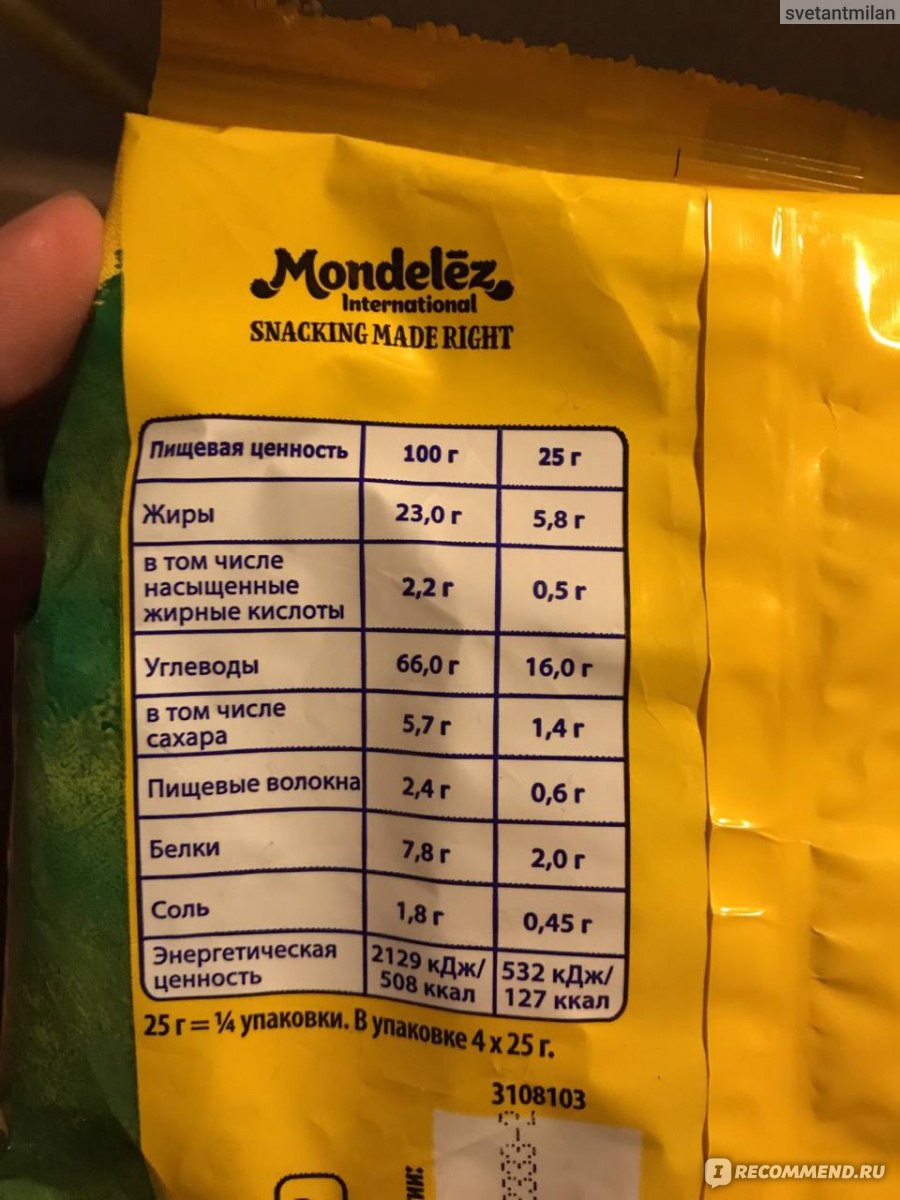 svetantmilan
Mondelēz
International
SNACKING MADE RIGHT
Пищевая ценность 100 г 25 г
Жиры 23,0 г 5,8 г
в том числе
насыщенные
жирные кислоты 2,2 г 0,5 г
Углеводы 66,0 г 16,0 г
в том числе
сахара 5,7 г 1,4 г
Пищевые волокна 2,4 г 0,6 г
Белки 7,8 г 2,0 г
Соль 1,8 г 0,45 г
Энергетическая 2129 кДж/ 532 кДж/
ценность 508 ккал 127 ккал
25 г = ¼ упаковки. В упаковке 4 x 25 г.
3108103
IRECOMMEND.RU